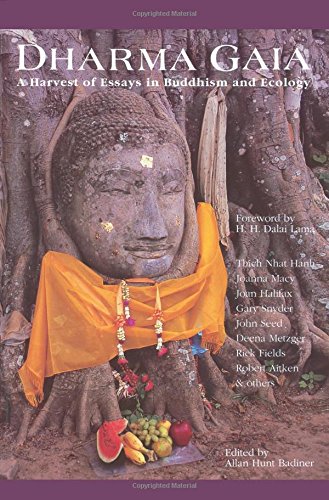 DHARMA GAIA
A Harvest of Essays in Buddhism and Ecology
Foreword by
H. H. Dalai Lama
Thich Nhat Hanh
Joanna Macy
Joan Halifax
Gary Snyder
John Seed
Deena Metzger
Rick Fields
Robert Aitken
& others
Edited by
Allan Hunt Badiner